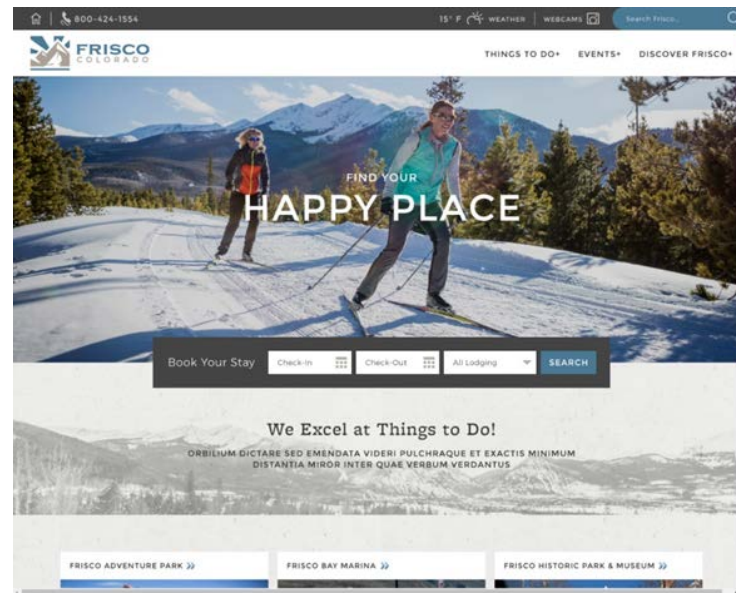 800-424-1554
15° F WEATHER WEBCAMS Search Frisco...
FRISCO
COLORADO
THINGS TO DO+ EVENTS+ DISCOVER FRISCO+
FIND YOUR
HAPPY PLACE
Book Your Stay Check-In Check-Out All Lodging SEARCH
We Excel at Things to Do!
ORBILIUM DICTARE SED EMENDATA VIDERI PULCHRAQUE ET EXACTIS MINIMUM
DISTANTIA MIROR INTER QUAE VERBUM VERDANTUS
FRISCO ADVENTURE PARK FRISCO BAY MARINA FRISCO HISTORIC PARK & MUSEUM